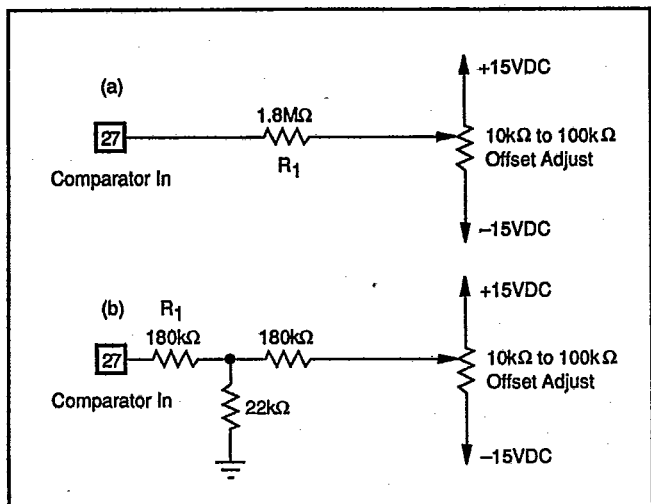 (a)
+15VDC
1.8MΩ
27
10kΩ to 100kΩ
Offset Adjust
Comparator In
R1
–15VDC
(b)
R1
+15VDC
180kΩ
180kΩ
27
10kΩ to 100kΩ
Offset Adjust
Comparator In
22kΩ
–15VDC